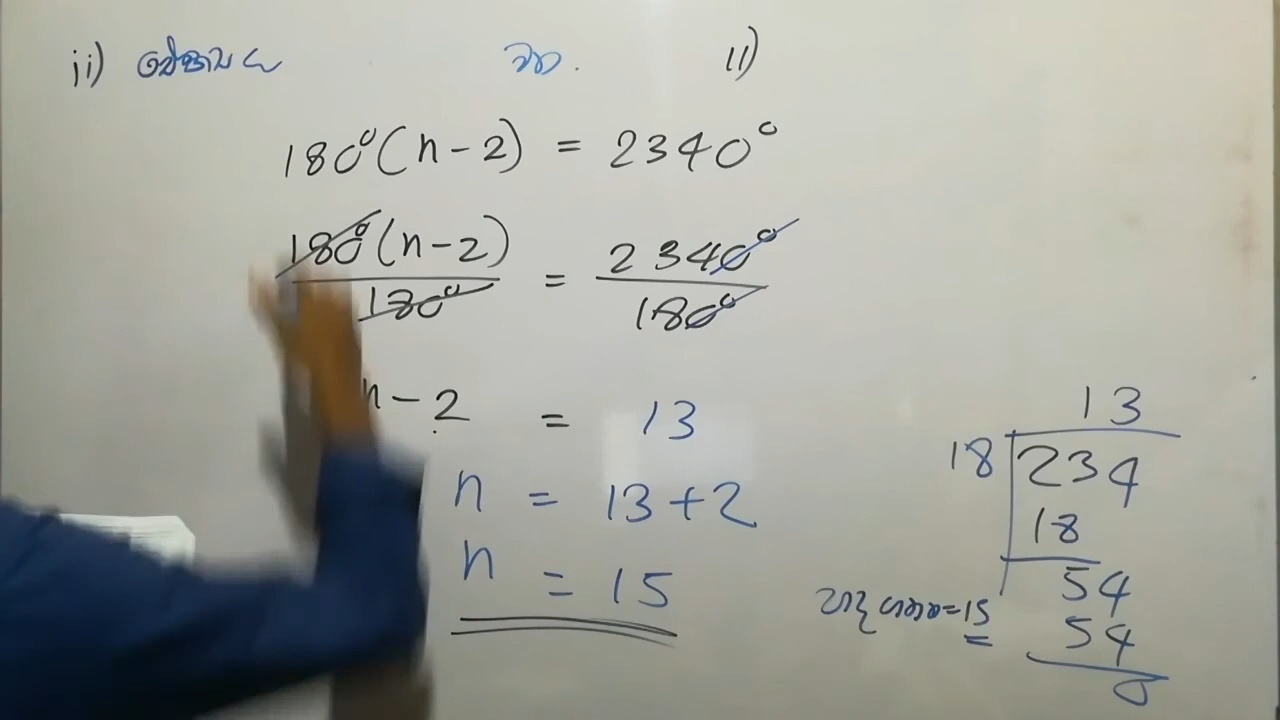 ii)
ii)
180°(n-2) = 2340°
180°(n-2) = 2340°
180° 180°
n-2 = 13
n = 13+2
n = 15
13
18 234
18
54
54
0
=15